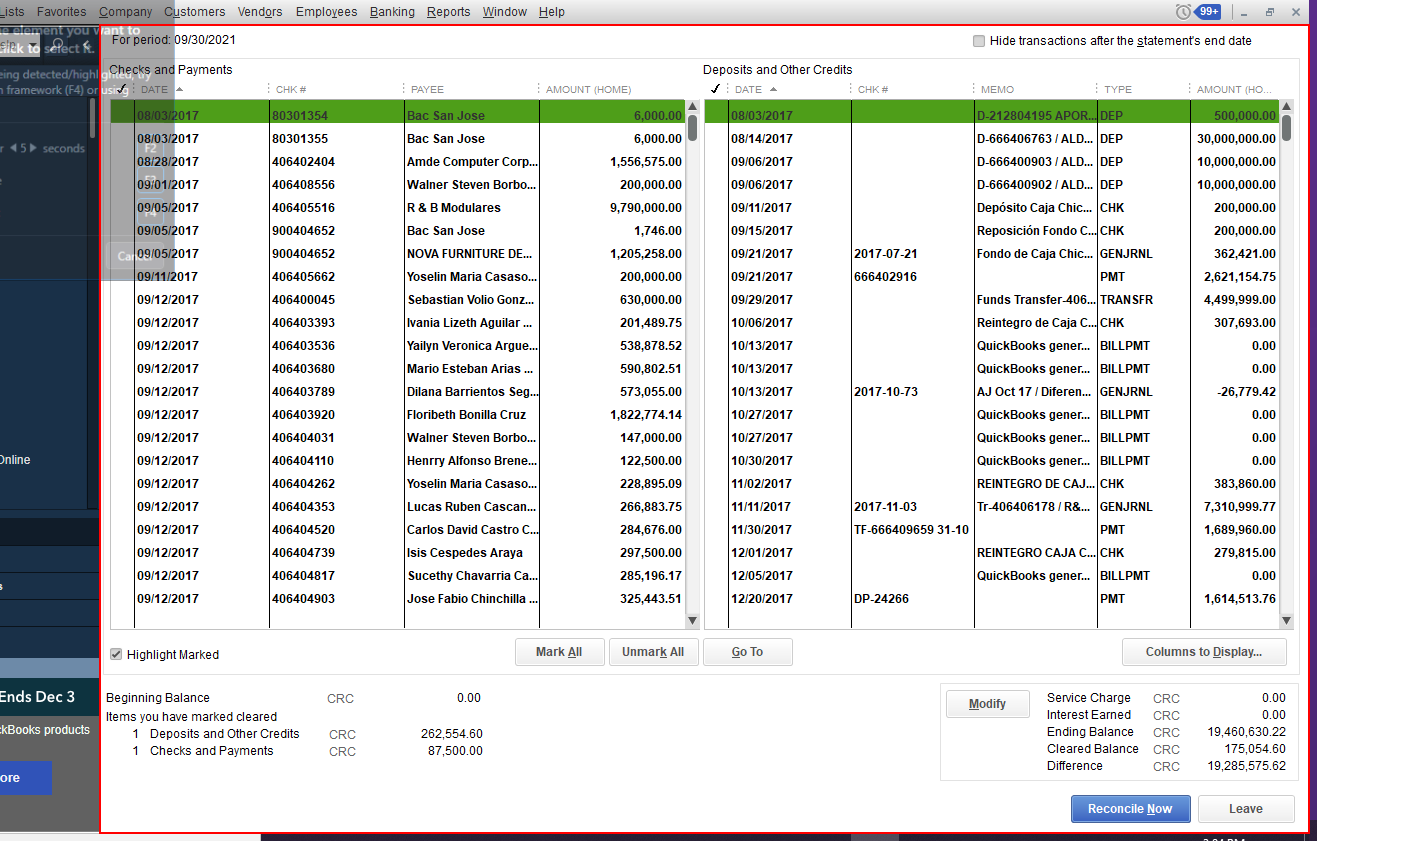 Lists Favorites Company Customers Vendors Employees Banking Reports Window Help
99+
element you want to
click to select it.
being detected/highlighted, try
framework (F4) or using
5 seconds
F2
F3
F4
Cancel
Online
Ends Dec 3
For period: 09/30/2021
Hide transactions after the statement's end date
Checks and Payments
✓ DATE CHK # PAYEE AMOUNT (HOME)
08/03/2017 80301354 Bac San Jose 6,000.00
08/03/2017 80301355 Bac San Jose 6,000.00
08/28/2017 406402404 Amde Computer Corp... 1,556,575.00
09/01/2017 406408556 Walner Steven Borbo... 200,000.00
09/05/2017 406405516 R & B Modulares 9,790,000.00
09/05/2017 900404652 Bac San Jose 1,746.00
09/05/2017 900404652 NOVA FURNITURE DE... 1,205,258.00
09/11/2017 406405662 Yoselin Maria Casaso... 200,000.00
09/12/2017 406400045 Sebastian Volio Gonz... 630,000.00
09/12/2017 406403393 Ivania Lizeth Aguilar ... 201,489.75
09/12/2017 406403536 Yailyn Veronica Argue... 538,878.52
09/12/2017 406403680 Mario Esteban Arias ... 590,802.51
09/12/2017 406403789 Dilana Barrientos Seg... 573,055.00
09/12/2017 406403920 Floribeth Bonilla Cruz 1,822,774.14
09/12/2017 406404031 Walner Steven Borbo... 147,000.00
09/12/2017 406404110 Henrry Alfonso Brene... 122,500.00
09/12/2017 406404262 Yoselin Maria Casaso... 228,895.09
09/12/2017 406404353 Lucas Ruben Cascan... 266,883.75
09/12/2017 406404520 Carlos David Castro C... 284,676.00
09/12/2017 406404739 Isis Cespedes Araya 297,500.00
09/12/2017 406404817 Sucethy Chavarria Ca... 285,196.17
09/12/2017 406404903 Jose Fabio Chinchilla ... 325,443.51
Deposits and Other Credits
✓ DATE CHK # MEMO TYPE AMOUNT (HO...
08/03/2017 D-212804195 APOR... DEP 500,000.00
08/14/2017 D-666406763 / ALD... DEP 30,000,000.00
09/06/2017 D-666400903 / ALD... DEP 10,000,000.00
09/06/2017 D-666400902 / ALD... DEP 10,000,000.00
09/11/2017 Depósito Caja Chic... CHK 200,000.00
09/15/2017 Reposición Fondo C... CHK 200,000.00
09/21/2017 2017-07-21 Fondo de Caja Chic... GENJRNL 362,421.00
09/21/2017 666402916 PMT 2,621,154.75
09/29/2017 Funds Transfer-406... TRANSFR 4,499,999.00
10/06/2017 Reintegro de Caja C... CHK 307,693.00
10/13/2017 QuickBooks gener... BILLPMT 0.00
10/13/2017 QuickBooks gener... BILLPMT 0.00
10/13/2017 2017-10-73 AJ Oct 17 / Diferen... GENJRNL -26,779.42
10/27/2017 QuickBooks gener... BILLPMT 0.00
10/27/2017 QuickBooks gener... BILLPMT 0.00
10/30/2017 QuickBooks gener... BILLPMT 0.00
11/02/2017 REINTEGRO DE CAJ... CHK 383,860.00
11/11/2017 2017-11-03 Tr-406406178 / R&... GENJRNL 7,310,999.77
11/30/2017 TF-666409659 31-10 PMT 1,689,960.00
12/01/2017 REINTEGRO CAJA C... CHK 279,815.00
12/05/2017 QuickBooks gener... BILLPMT 0.00
12/20/2017 DP-24266 PMT 1,614,513.76
Highlight Marked
Mark All Unmark All Go To
Columns to Display...
Beginning Balance CRC 0.00
Items you have marked cleared
1 Deposits and Other Credits CRC 262,554.60
1 Checks and Payments CRC 87,500.00
Modify
Service Charge CRC 0.00
Interest Earned CRC 0.00
Ending Balance CRC 19,460,630.22
Cleared Balance CRC 175,054.60
Difference CRC 19,285,575.62
Reconcile Now Leave
products